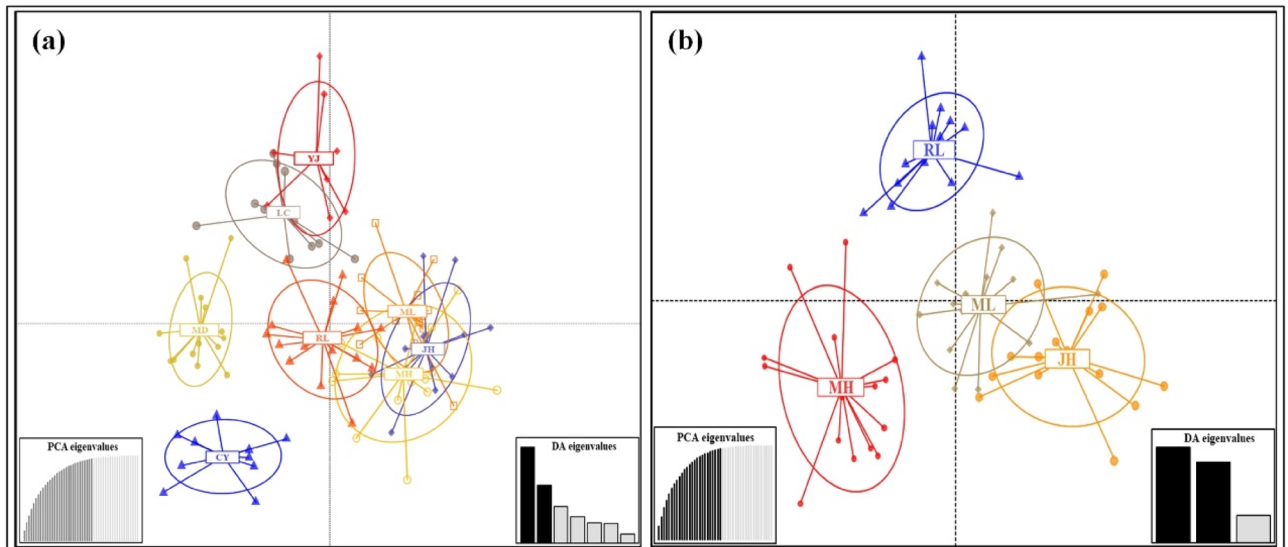 (a)
YJ
LC
MD
RL
ML
JH
MH
CY
PCA eigenvalues
DA eigenvalues
(b)
RL
ML
JH
MH
PCA eigenvalues
DA eigenvalues